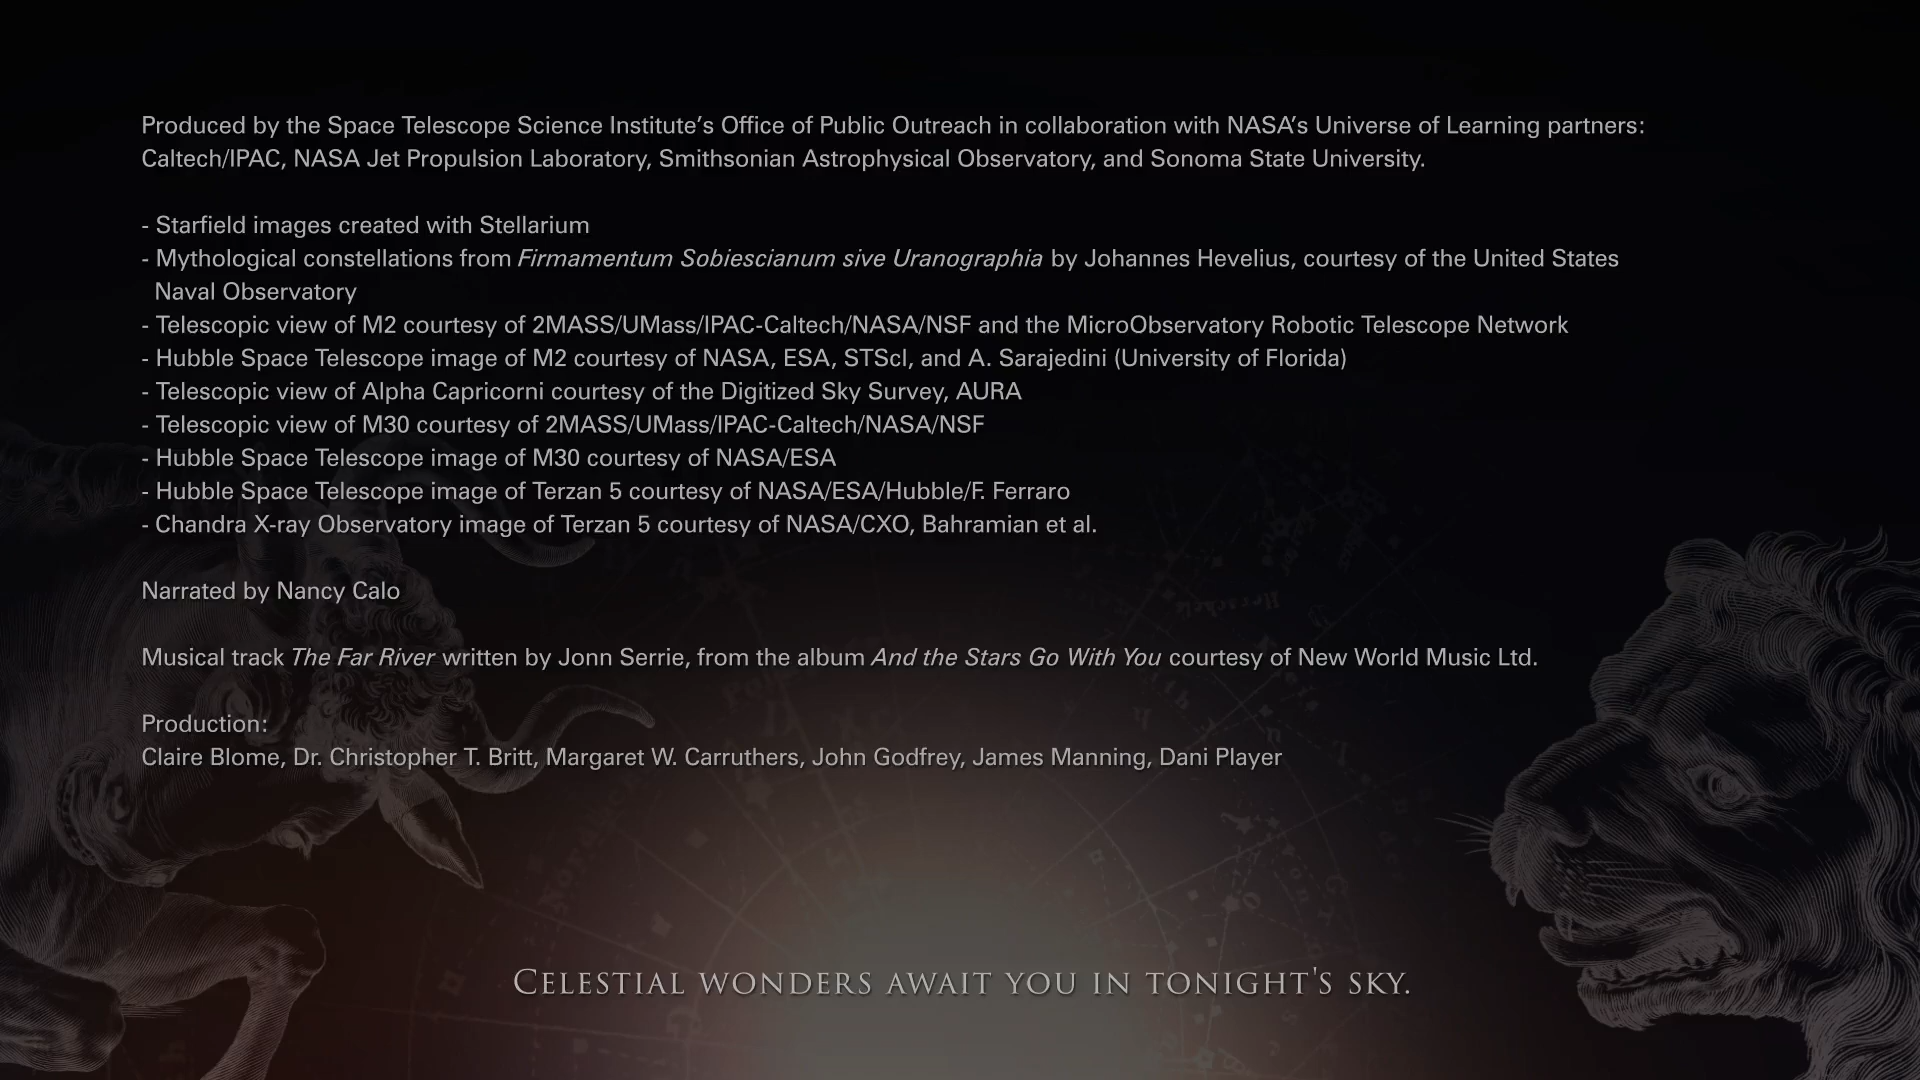 Produced by the Space Telescope Science Institute’s Office of Public Outreach in collaboration with NASA’s Universe of Learning partners:
Caltech/IPAC, NASA Jet Propulsion Laboratory, Smithsonian Astrophysical Observatory, and Sonoma State University.
- Starfield images created with Stellarium
- Mythological constellations from Firmamentum Sobiescianum sive Uranographia by Johannes Hevelius, courtesy of the United States
Naval Observatory
- Telescopic view of M2 courtesy of 2MASS/UMass/IPAC-Caltech/NASA/NSF and the MicroObservatory Robotic Telescope Network
- Hubble Space Telescope image of M2 courtesy of NASA, ESA, STScI, and A. Sarajedini (University of Florida)
- Telescopic view of Alpha Capricorni courtesy of the Digitized Sky Survey, AURA
- Telescopic view of M30 courtesy of 2MASS/UMass/IPAC-Caltech/NASA/NSF
- Hubble Space Telescope image of M30 courtesy of NASA/ESA
- Hubble Space Telescope image of Terzan 5 courtesy of NASA/ESA/Hubble/F. Ferraro
- Chandra X-ray Observatory image of Terzan 5 courtesy of NASA/CXO, Bahramian et al.
Narrated by Nancy Calo
Musical track The Far River written by Jonn Serrie, from the album And the Stars Go With You courtesy of New World Music Ltd.
Production:
Claire Blome, Dr. Christopher T. Britt, Margaret W. Carruthers, John Godfrey, James Manning, Dani Player
Celestial wonders await you in tonight's sky.